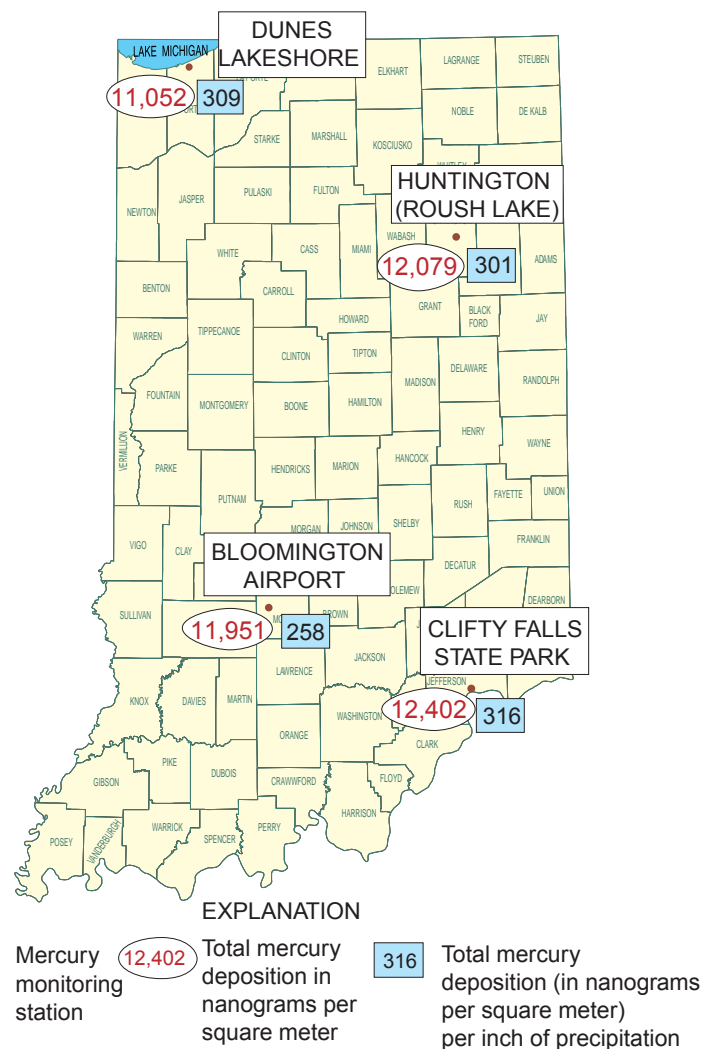 DUNES
LAKESHORE
LAKE MICHIGAN
11,052
309
ELKHART
LAGRANGE
STEUBEN
NOBLE
DE KALB
STARKE
MARSHALL
KOSCIUSKO
HUNTINGTON
(ROUSH LAKE)
NEWTON
JASPER
PULASKI
FULTON
WHITE
CASS
MIAMI
WABASH
12,079
301
ADAMS
BENTON
CARROLL
GRANT
BLACK
FORD
JAY
HOWARD
WARREN
TIPPECANOE
CLINTON
TIPTON
MADISON
DELAWARE
RANDOLPH
FOUNTAIN
MONTGOMERY
BOONE
HAMILTON
HENRY
WAYNE
VERMILLION
PARKE
PUTNAM
HENDRICKS
MARION
HANCOCK
RUSH
FAYETTE
UNION
VIGO
CLAY
MORGAN
JOHNSON
SHELBY
FRANKLIN
DECATUR
BLOOMINGTON
AIRPORT
OLEMEW
DEARBORN
SULLIVAN
11,951
258
BROWN
CLIFTY FALLS
STATE PARK
LAWRENCE
JACKSON
JEFFERSON
KNOX
DAVIES
MARTIN
12,402
316
ORANGE
WASHINGTON
CLARK
GIBSON
PIKE
DUBOIS
CRAWWFORD
FLOYD
HARRISON
POSEY
VANDERBURGH
WARRICK
SPENCER
PERRY
EXPLANATION
Mercury
monitoring
station
12,402
Total mercury
deposition in
nanograms per
square meter
316
Total mercury
deposition (in nanograms
per square meter)
per inch of precipitation